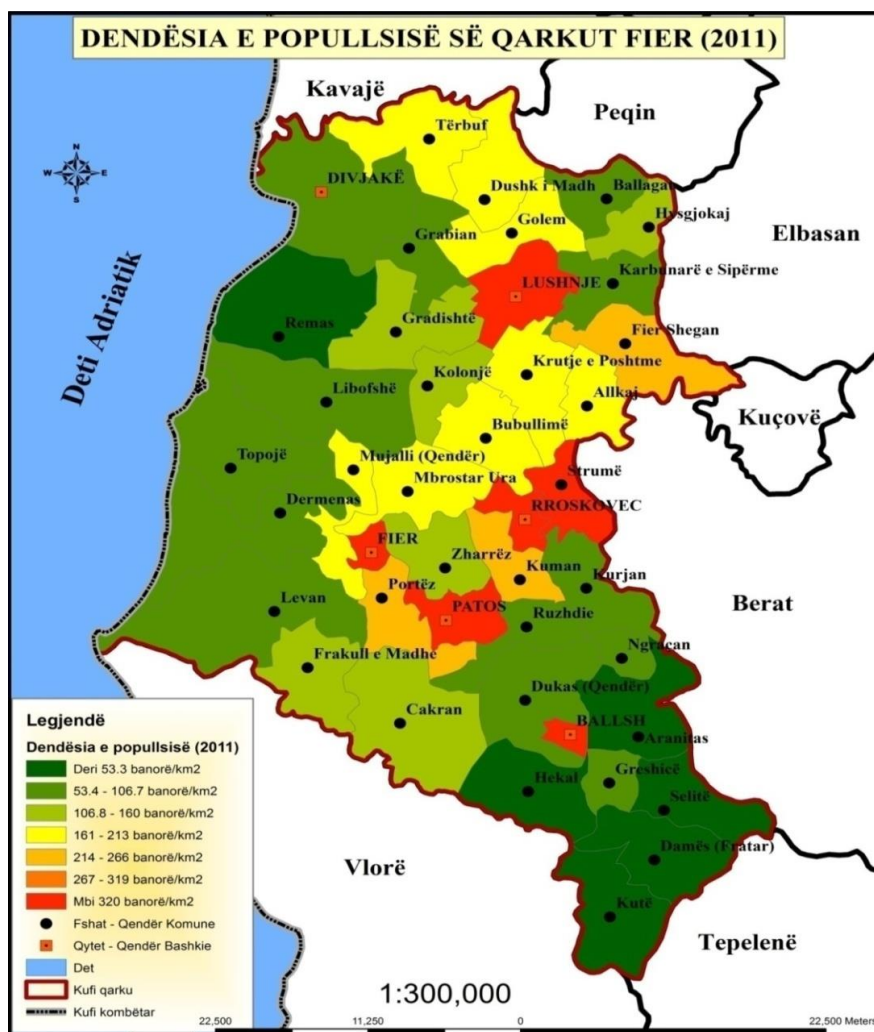 DENDËSIA E POPULLSISË SË QARKUT FIER (2011)
Kavajë
Peqin
Tërbuf
N
W E
S
DIVJAKË
Dushk i Madh
Ballagat
Hysgjokaj
Golem
Elbasan
Grabian
Karbunarë e Sipërme
LUSHNJE
Deti Adriatik
Remas
Gradishtë
Fier Shegan
Krutje e Poshtme
Kolonjë
Libofshë
Allkaj
Kuçovë
Bubullimë
Topojë
Mujalli (Qendër)
Mbrostar Ura
Strumë
Dermenas
RROSKOVEC
FIER
Zharrëz
Kuman
Kurjan
Portëz
Levan
PATOS
Ruzhdie
Berat
Frakull e Madhe
Ngraçan
Dukas (Qendër)
Cakran
BALLSH
Aranitas
Hekal
Greshicë
Selitë
Damës (Fratar)
Vlorë
Kutë
Tepelenë
Legjendë
Dendësia e popullsisë (2011)
Deri 53.3 banorë/km2
53.4 - 106.7 banorë/km2
106.8 - 160 banorë/km2
161 - 213 banorë/km2
214 - 266 banorë/km2
267 - 319 banorë/km2
Mbi 320 banorë/km2
Fshat - Qendër Komune
Qytet - Qendër Bashkie
Det
Kufi qarku
Kufi kombëtar
1:300,000
22,500 11,250 0 22,500 Meters